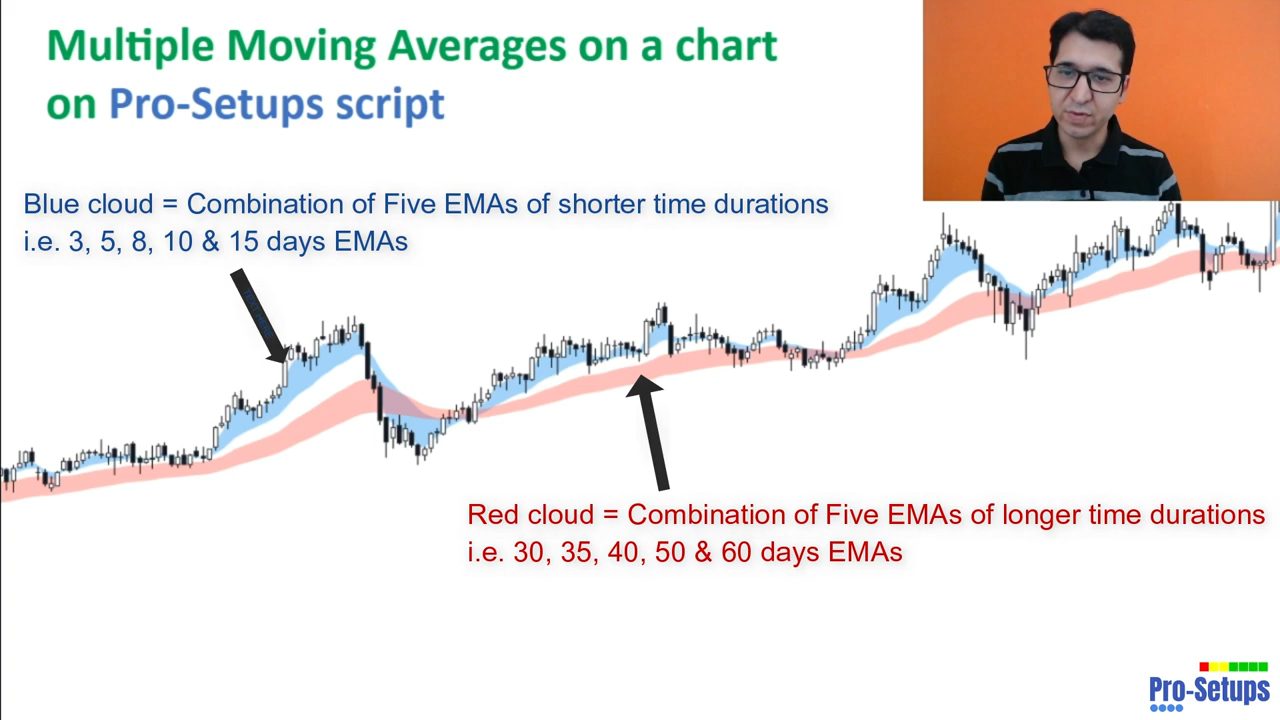 Multiple Moving Averages on a chart
on Pro-Setups script
Blue cloud = Combination of Five EMAs of shorter time durations
i.e. 3, 5, 8, 10 & 15 days EMAs
Red cloud = Combination of Five EMAs of longer time durations
i.e. 30, 35, 40, 50 & 60 days EMAs
Pro-Setups